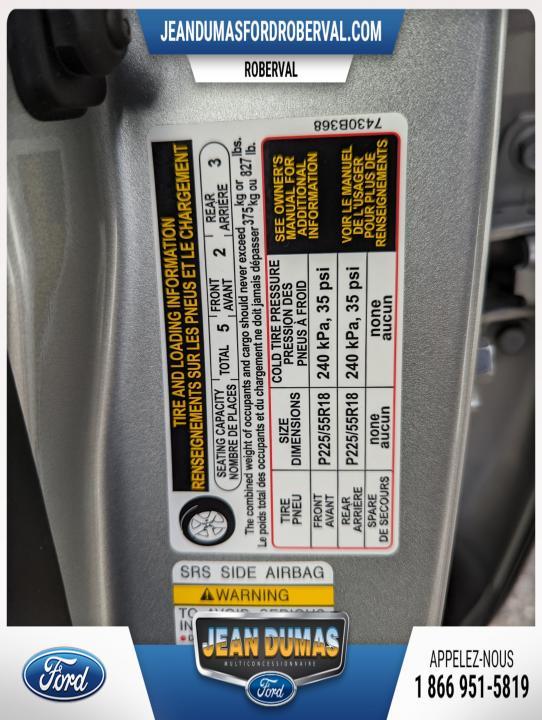 JEANDUMASFORDROBERVAL.COM
ROBERVAL
7430B368
TIRE AND LOADING INFORMATION
RENSEIGNEMENTS SUR LES PNEUS ET LE CHARGEMENT
SEATING CAPACITY TOTAL 5 FRONT 2 REAR 3
NOMBRE DE PLACES AVANT ARRIÈRE
The combined weight of occupants and cargo should never exceed 375 kg or 827 lbs.
Le poids total des occupants et du chargement ne doit jamais dépasser kg ou lb.
TIRE SIZE COLD TIRE PRESSURE
PNEU DIMENSIONS PRESSION DES
PNEUS À FROID
FRONT P225/55R18 240 kPa, 35 psi
AVANT
REAR P225/55R18 240 kPa, 35 psi
ARRIÈRE
SPARE none none
DE SECOURS aucun aucun
SEE OWNER'S
MANUAL FOR
ADDITIONAL
INFORMATION
VOIR LE MANUEL
DE L'USAGER
POUR PLUS DE
RENSEIGNEMENTS
SRS SIDE AIRBAG
WARNING
TO AVOID SERIOUS
IN
Ford
JEAN DUMAS
MULTICONCESSIONNAIRE
Ford
APPELEZ-NOUS
1 866 951-5819